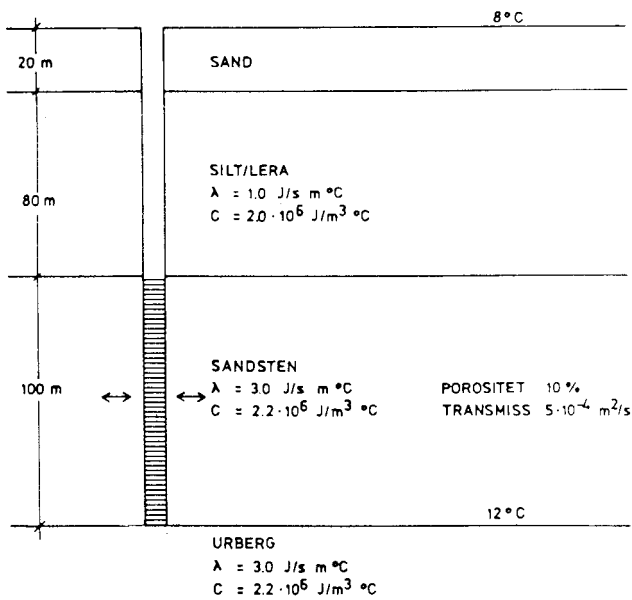 8°C
20 m
SAND
SILT/LERA
λ = 1.0 J/s m °C
80 m
C = 2.0·10⁶ J/m³ °C
SANDSTEN
100 m
λ = 3.0 J/s m °C
POROSITET 10 %
C = 2.2·10⁶ J/m³ °C
TRANSMISS 5·10⁻⁴ m²/s
12°C
URBERG
λ = 3.0 J/s m °C
C = 2.2·10⁶ J/m³ °C